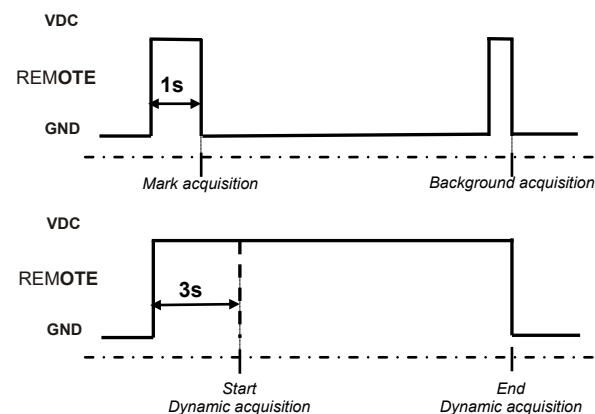 VDC
REMOTE
1s
GND
Mark acquisition
Background acquisition
VDC
REMOTE
3s
GND
Start
Dynamic acquisition
End
Dynamic acquisition